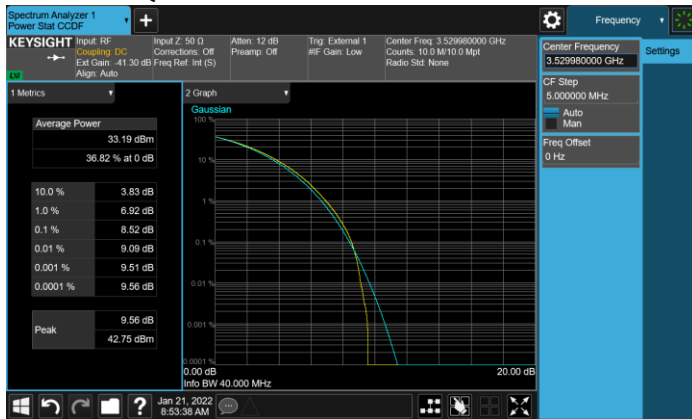 Spectrum Analyzer 1
Power Stat CCDF
Frequency
KEYSIGHT
Input: RF
Coupling: DC
Ext Gain: -41.30 dB
Align: Auto
Input Z: 50 Ω
Corrections: Off
Freq Ref: Int (S)
Atten: 12 dB
Preamp: Off
Trig: External 1
#IF Gain: Low
Center Freq: 3.529980000 GHz
Counts: 10.0 M/10.0 Mpt
Radio Std: None
Center Frequency
3.529980000 GHz
Settings
CF Step
5.000000 MHz
Auto
Man
Freq Offset
0 Hz
1 Metrics
Average Power
33.19 dBm
36.82 % at 0 dB
10.0 % 3.83 dB
1.0 % 6.92 dB
0.1 % 8.52 dB
0.01 % 9.09 dB
0.001 % 9.51 dB
0.0001 % 9.56 dB
Peak
9.56 dB
42.75 dBm
2 Graph
Gaussian
100 %
10 %
1 %
0.1 %
0.01 %
0.001 %
0.0001 %
0.00 dB
20.00 dB
Info BW 40.000 MHz
?
Jan 21, 2022
8:53:38 AM